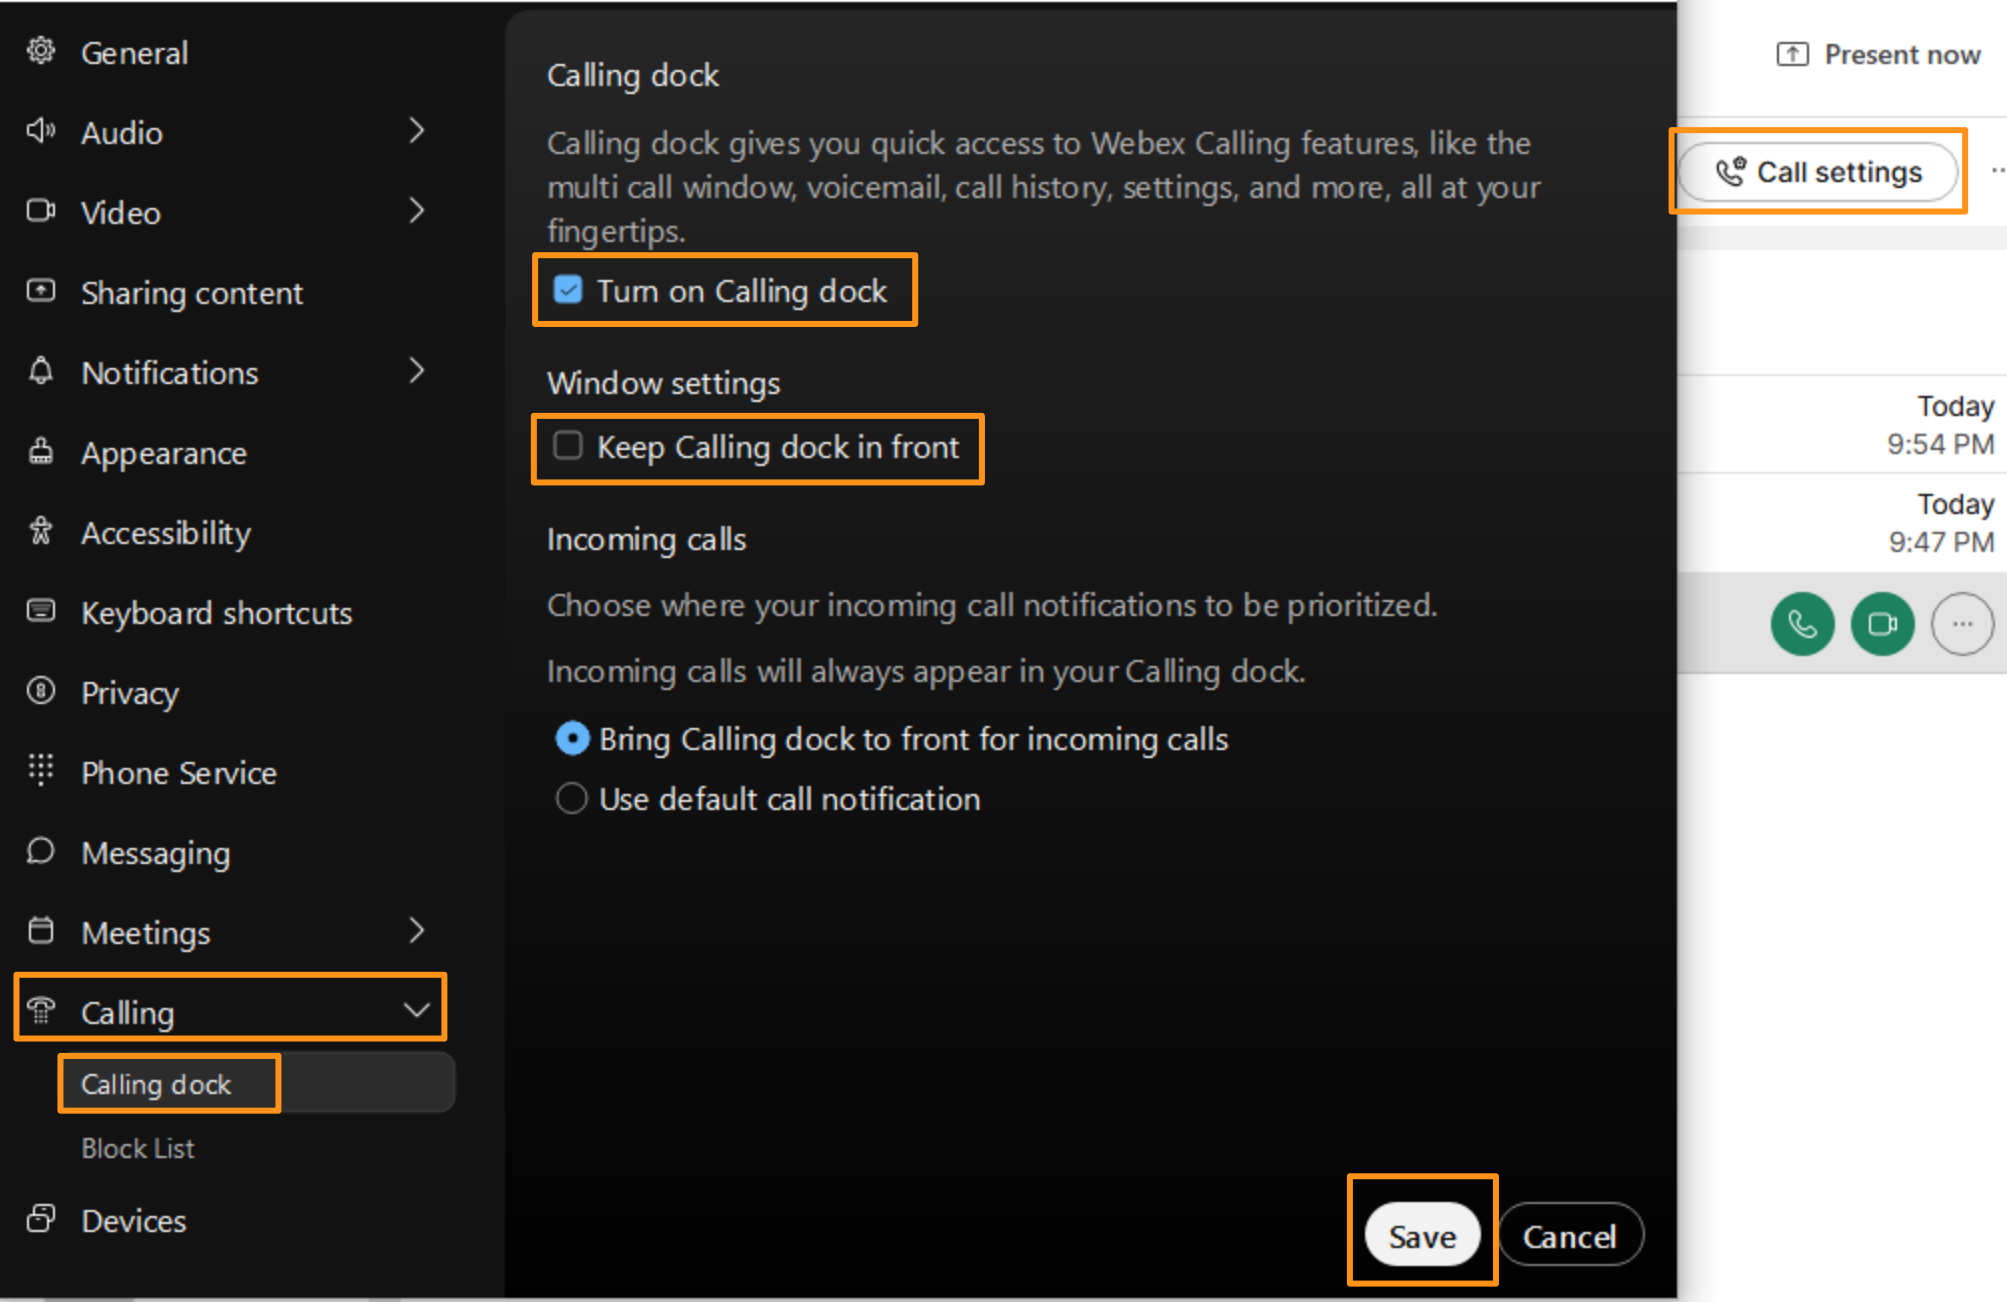 General
Audio
Video
Sharing content
Notifications
Appearance
Accessibility
Keyboard shortcuts
Privacy
Phone Service
Messaging
Meetings
Calling
Calling dock
Block List
Devices
Calling dock
Calling dock gives you quick access to Webex Calling features, like the
multi call window, voicemail, call history, settings, and more, all at your
fingertips.
Turn on Calling dock
Window settings
Keep Calling dock in front
Incoming calls
Choose where your incoming call notifications to be prioritized.
Incoming calls will always appear in your Calling dock.
Bring Calling dock to front for incoming calls
Use default call notification
Save
Cancel
Present now
Call settings
Today
9:54 PM
Today
9:47 PM